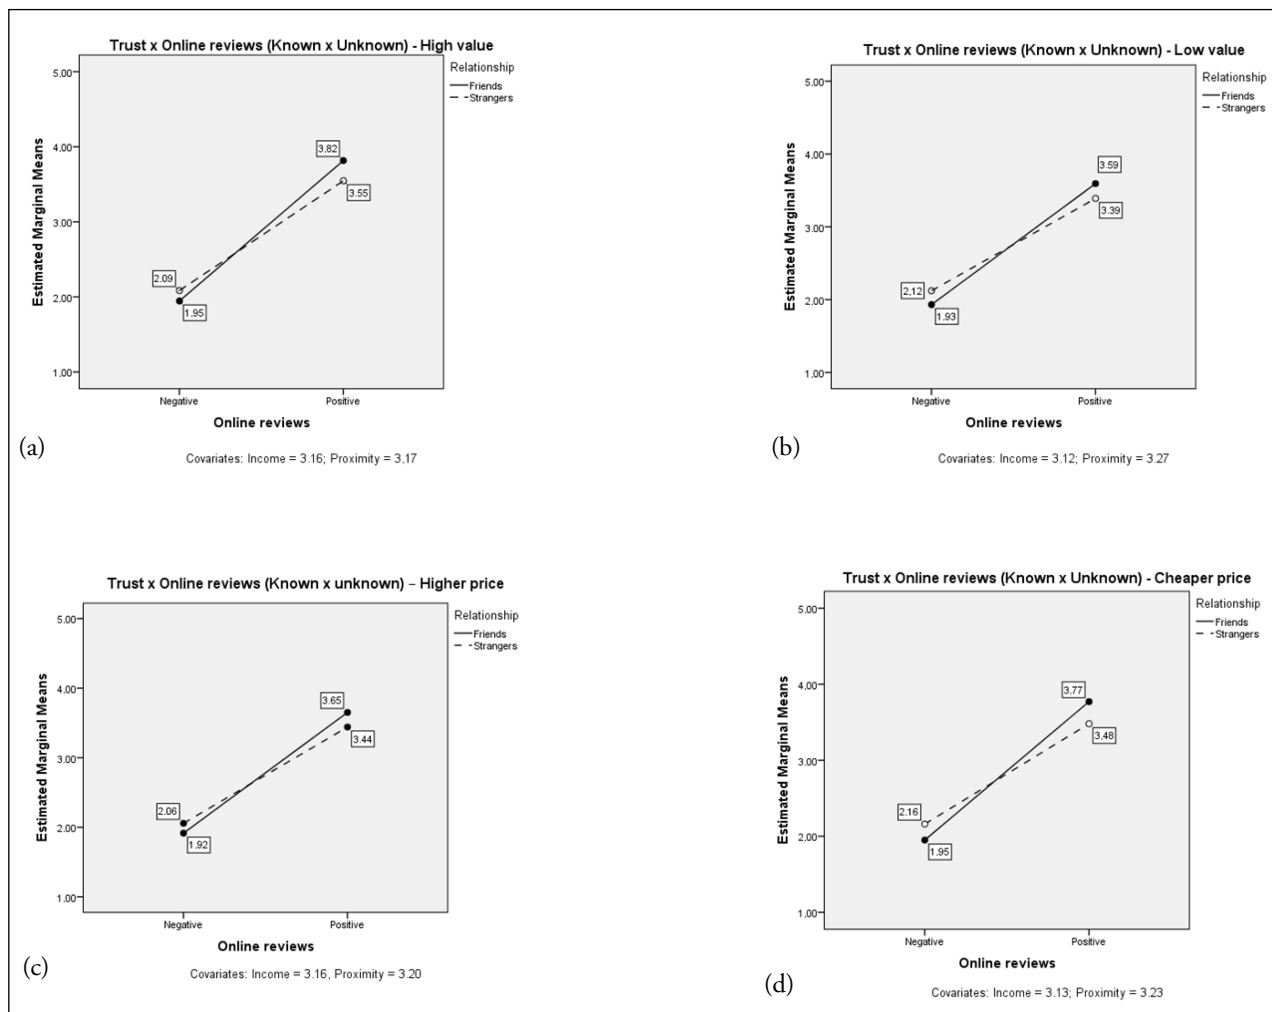 Trust x Online reviews (Known x Unknown) - High value
Relationship
Friends
Strangers
5.00
4.00
3.00
2.00
1.00
Estimated Marginal Means
3.82
3.55
2.09
1.95
Negative
Positive
Online reviews
(a)
Covariates: Income = 3.16; Proximity = 3.17
Trust x Online reviews (Known x Unknown) - Low value
Relationship
Friends
Strangers
5.00
4.00
3.00
2.00
1.00
Estimated Marginal Means
3.59
3.39
2.12
1.93
Negative
Positive
Online reviews
(b)
Covariates: Income = 3.12; Proximity = 3.27
Trust x Online reviews (Known x unknown) – Higher price
Relationship
Friends
Strangers
5.00
4.00
3.00
2.00
1.00
Estimated Marginal Means
3.65
3.44
2.06
1.92
Negative
Positive
Online reviews
(c)
Covariates: Income = 3.16, Proximity = 3.20
Trust x Online reviews (Known x Unknown) - Cheaper price
Relationship
Friends
Strangers
5.00
4.00
3.00
2.00
1.00
Estimated Marginal Means
3.77
3.48
2.16
1.95
Negative
Positive
Online reviews
(d)
Covariates: Income = 3.13; Proximity = 3.23